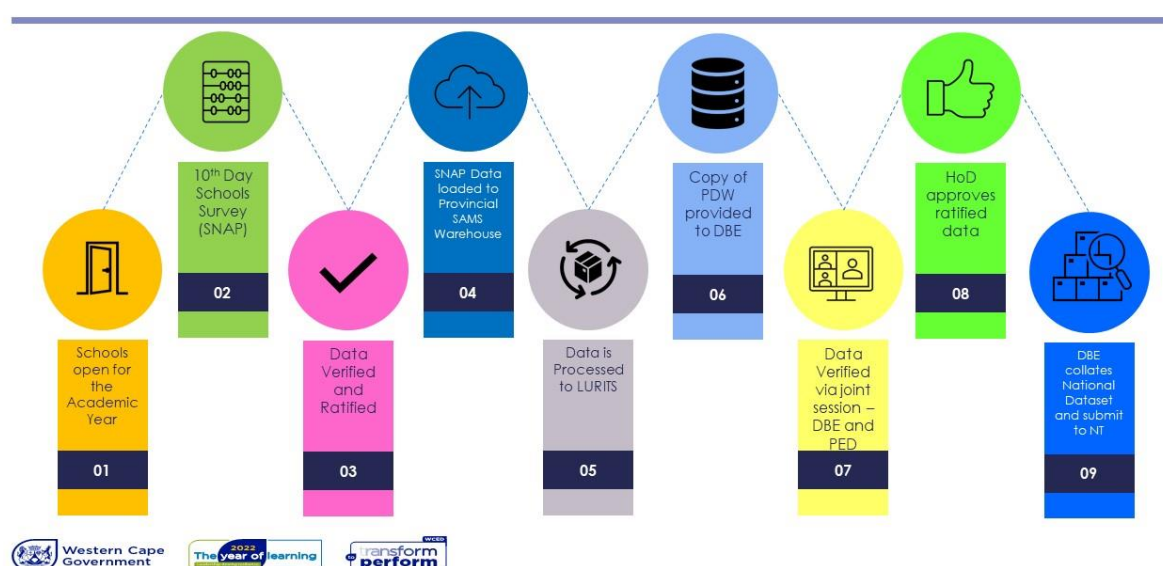 Schools
open for
the
Academic
Year
01
10th Day
Schools
Survey
(SNAP)
02
Data
Verified
and
Ratified
03
SNAP Data
loaded to
Provincial
SAMS
Warehouse
04
Data is
Processed
to LURITS
05
Copy of
PDW
provided
to DBE
06
Data
Verified
via joint
session –
DBE and
PED
07
HoD
approves
ratified
data
08
DBE
collates
National
Dataset
and submit
to NT
09
Western Cape
Government
2022
The year of learning
WCED
to transform
perform